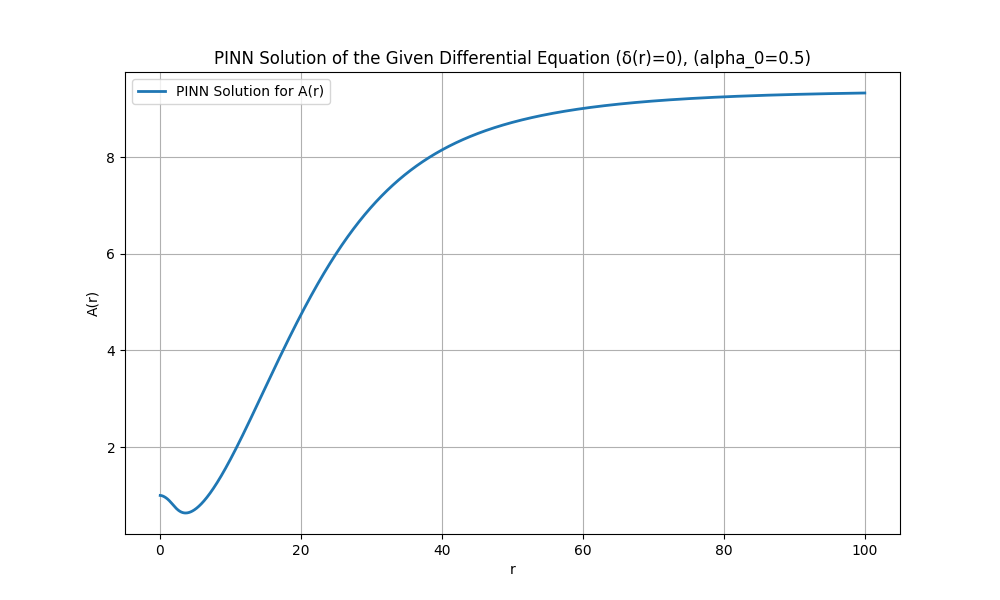 PINN Solution of the Given Differential Equation (δ(r)=0), (alpha_0=0.5)
PINN Solution for A(r)
A(r)
8
6
4
2
0 20 40 60 80 100
r